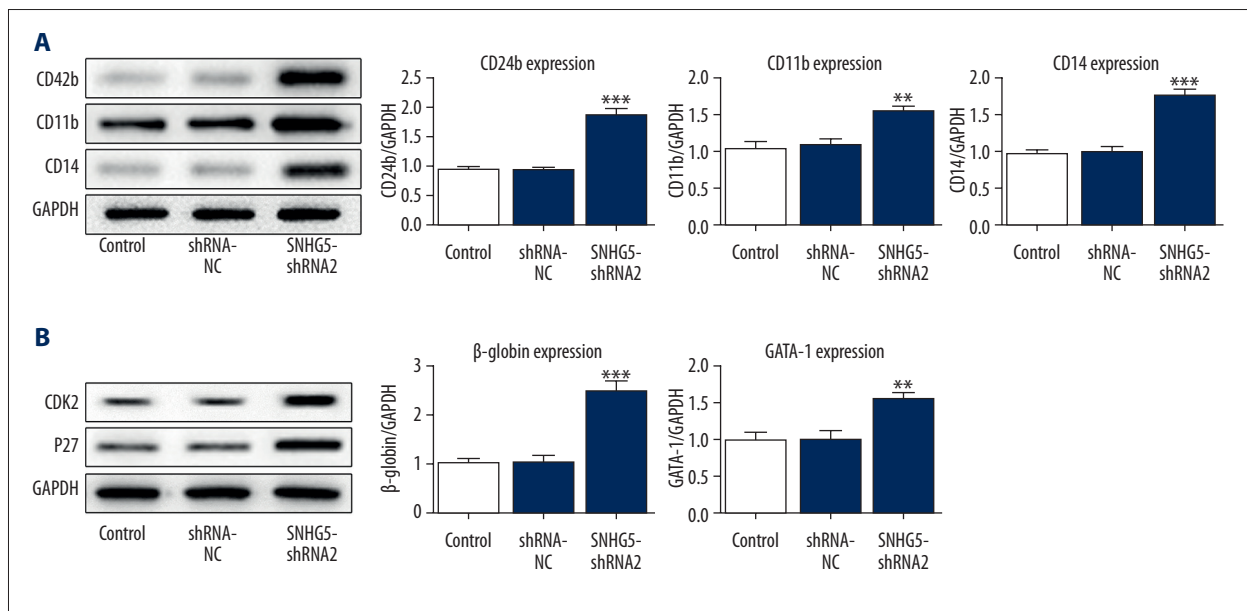 A
CD42b
CD11b
CD14
GAPDH
Control shRNA-NC SNHG5-shRNA2
CD24b expression
CD24b/GAPDH
2.5
2.0
1.5
1.0
0.5
0.0
***
Control shRNA-NC SNHG5-shRNA2
CD11b expression
CD11b/GAPDH
2.0
1.5
1.0
0.5
0.0
**
Control shRNA-NC SNHG5-shRNA2
CD14 expression
CD14/GAPDH
2.0
1.5
1.0
0.5
0.0
***
Control shRNA-NC SNHG5-shRNA2
B
CDK2
P27
GAPDH
Control shRNA-NC SNHG5-shRNA2
β-globin expression
β-globin/GAPDH
3
2
1
0
***
Control shRNA-NC SNHG5-shRNA2
GATA-1 expression
GATA-1/GAPDH
2.0
1.5
1.0
0.5
0.0
**
Control shRNA-NC SNHG5-shRNA2